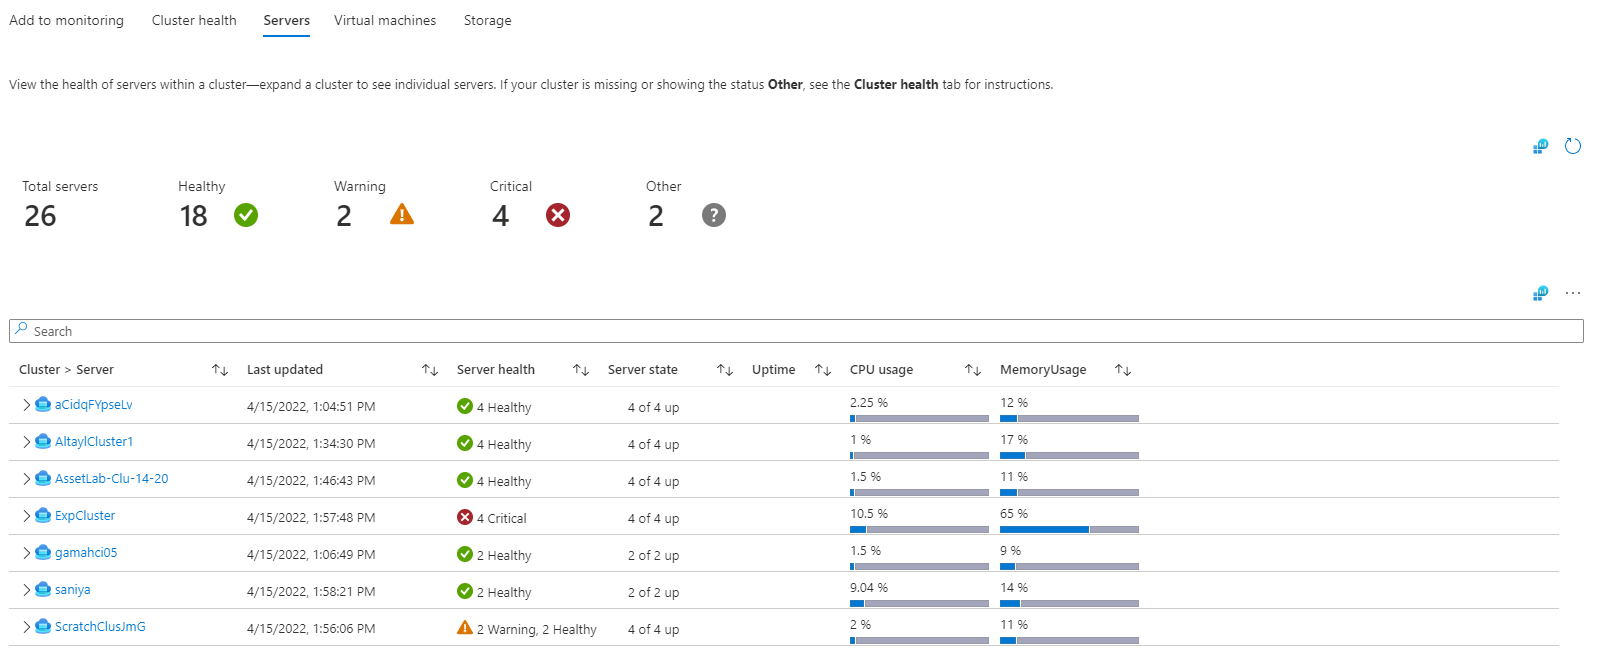 Add to monitoring Cluster health Servers Virtual machines Storage
View the health of servers within a cluster—expand a cluster to see individual servers. If your cluster is missing or showing the status Other, see the Cluster health tab for instructions.
Total servers Healthy Warning Critical Other
26 18 2 4 2
Search
Cluster > Server Last updated Server health Server state Uptime CPU usage MemoryUsage
aCidqFYpseLv 4/15/2022, 1:04:51 PM 4 Healthy 4 of 4 up 2.25 % 12 %
AltaylCluster1 4/15/2022, 1:34:30 PM 4 Healthy 4 of 4 up 1 % 17 %
AssetLab-Clu-14-20 4/15/2022, 1:46:43 PM 4 Healthy 4 of 4 up 1.5 % 11 %
ExpCluster 4/15/2022, 1:57:48 PM 4 Critical 4 of 4 up 10.5 % 65 %
gamahci05 4/15/2022, 1:06:49 PM 2 Healthy 2 of 2 up 1.5 % 9 %
saniya 4/15/2022, 1:58:21 PM 2 Healthy 2 of 2 up 9.04 % 14 %
ScratchClusJmG 4/15/2022, 1:56:06 PM 2 Warning, 2 Healthy 4 of 4 up 2 % 11 %